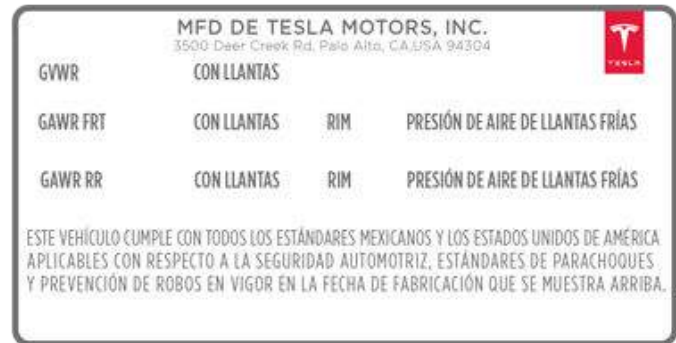 MFD DE TESLA MOTORS, INC.
3500 Deer Creek Rd, Palo Alto, CA,USA 94304
TESLA
GVWR CON LLANTAS
GAWR FRT CON LLANTAS RIM PRESIÓN DE AIRE DE LLANTAS FRÍAS
GAWR RR CON LLANTAS RIM PRESIÓN DE AIRE DE LLANTAS FRÍAS
ESTE VEHÍCULO CUMPLE CON TODOS LOS ESTÁNDARES MEXICANOS Y LOS ESTADOS UNIDOS DE AMÉRICA
APLICABLES CON RESPECTO A LA SEGURIDAD AUTOMOTRIZ, ESTÁNDARES DE PARACHOQUES
Y PREVENCIÓN DE ROBOS EN VIGOR EN LA FECHA DE FABRICACIÓN QUE SE MUESTRA ARRIBA.